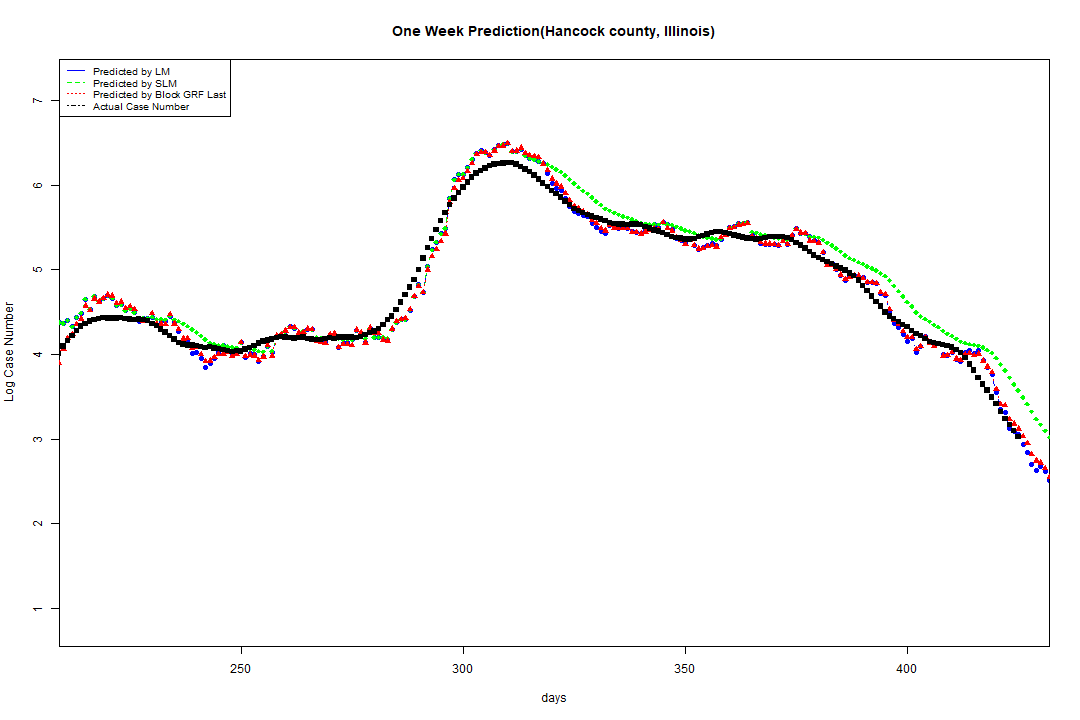 One Week Prediction(Hancock county, Illinois)
Predicted by LM
Predicted by SLM
Predicted by Block GRF Last
Actual Case Number
7
6
5
4
3
2
1
Log Case Number
250
300
350
400
days